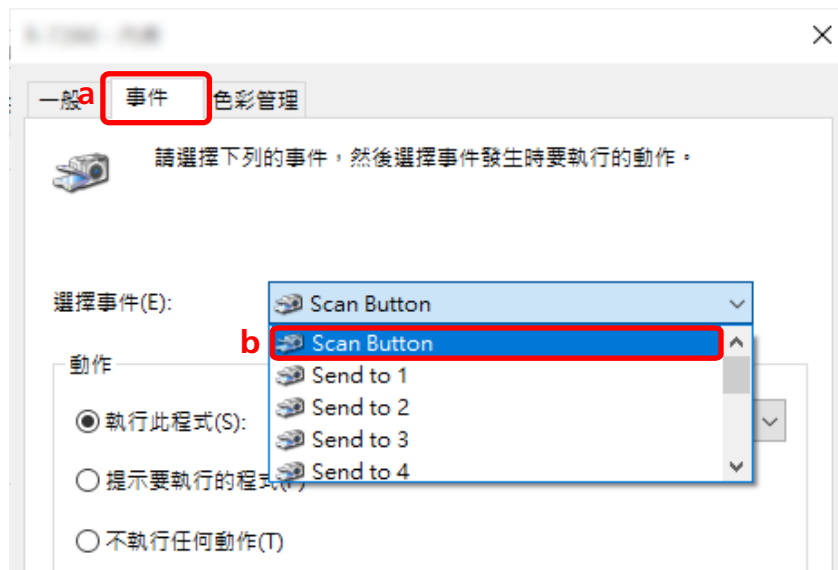 一般 a 事件 色彩管理
請選擇下列的事件，然後選擇事件發生時要執行的動作。
選擇事件(E): Scan Button
b Scan Button
動作
Send to 1
Send to 2
執行此程式(S):
Send to 3
Send to 4
提示要執行的程式(P)
不執行任何動作(T)